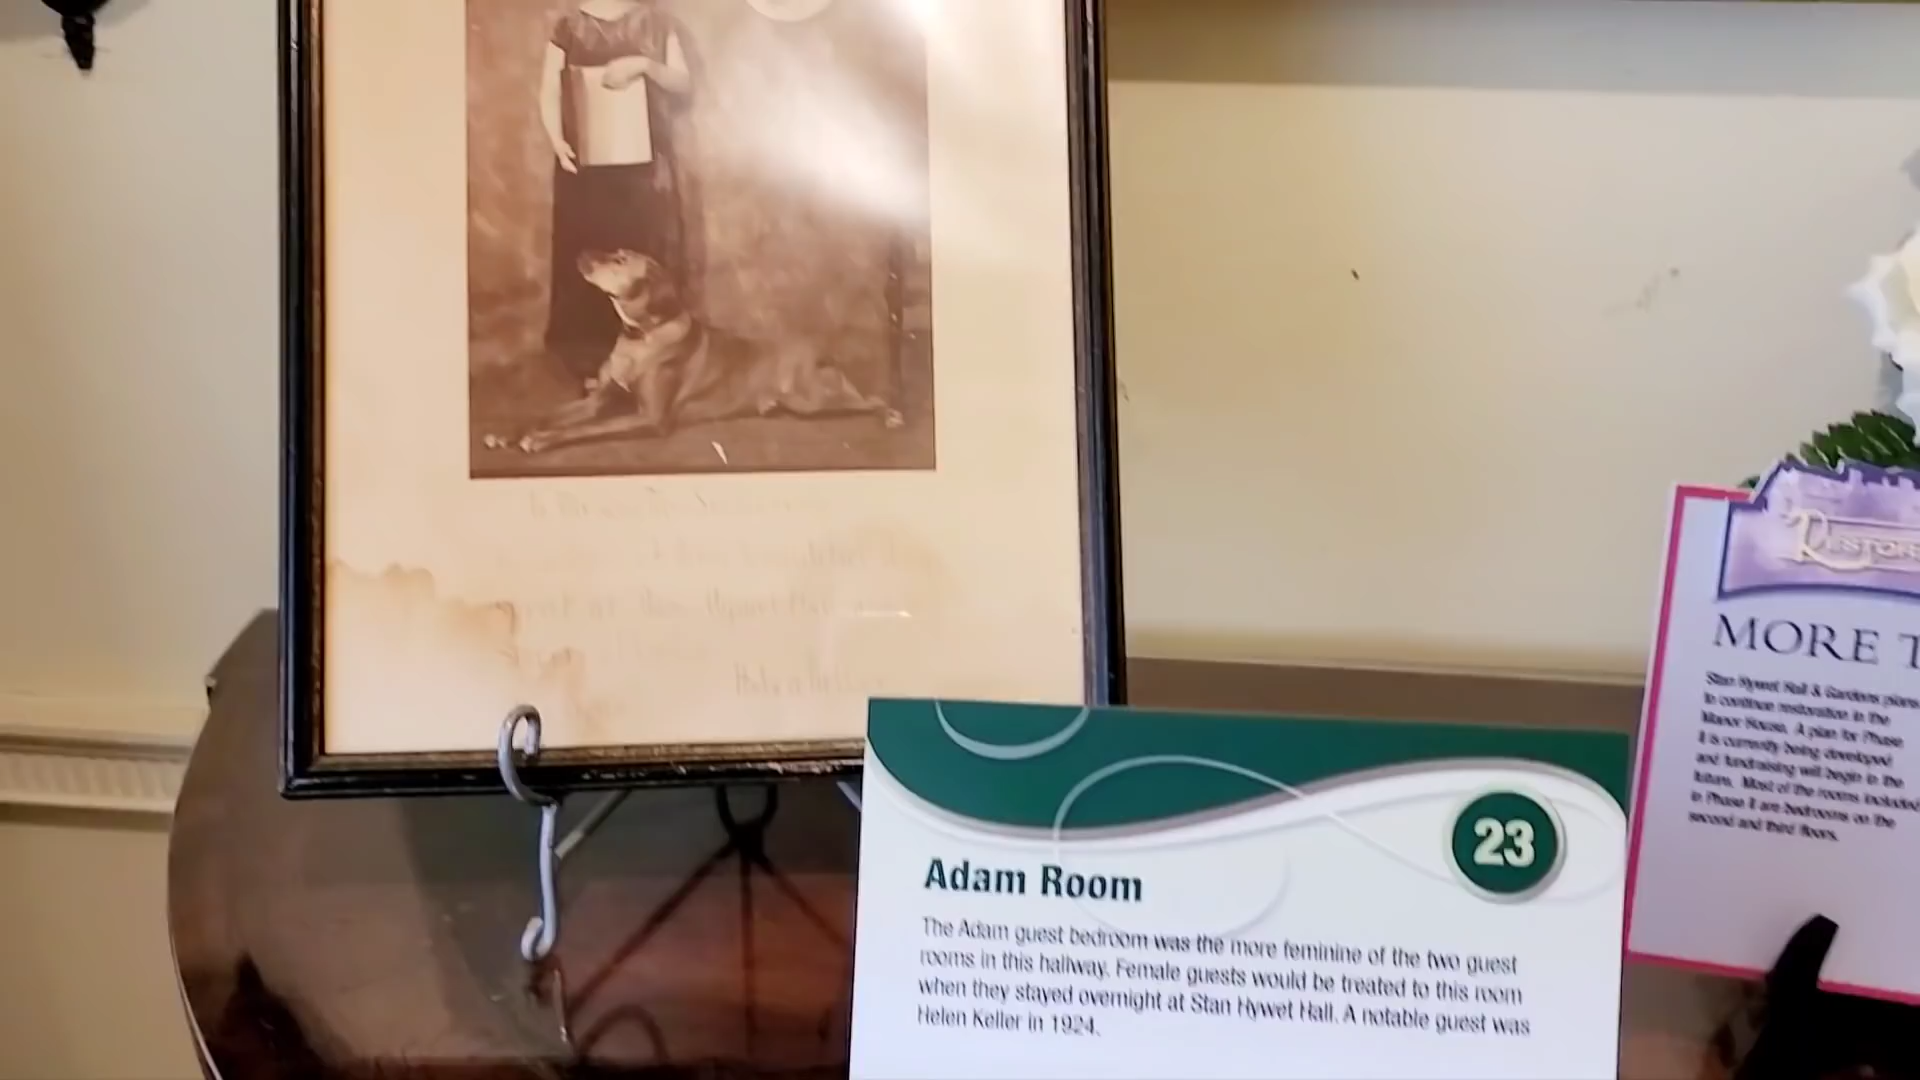 23
Adam Room
The Adam guest bedroom was the more feminine of the two guest
rooms in this hallway. Female guests would be treated to this room
when they stayed overnight at Stan Hywet Hall. A notable guest was
Helen Keller in 1924.
MORE
Stan Hywet Hall & Gardens plans
to continue restoration in the
Manor House. A plan for Phase
II is currently being developed
and fundraising will begin in the
future. Most of the rooms included
in Phase II are bedrooms on the
second and third floors.